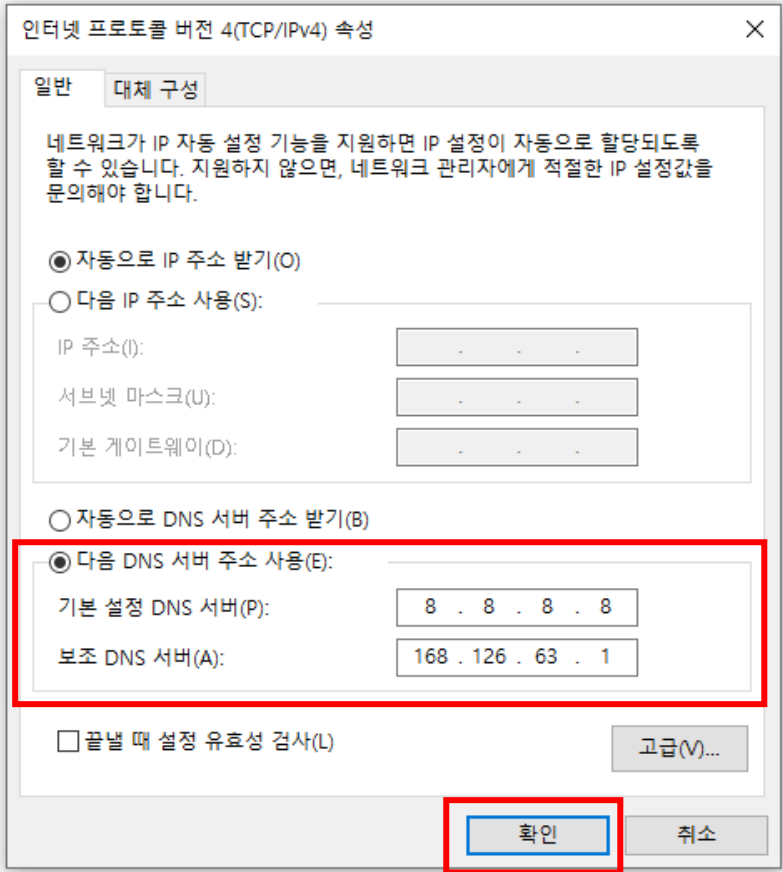 인터넷 프로토콜 버전 4(TCP/IPv4) 속성
일반
대체 구성
네트워크가 IP 자동 설정 기능을 지원하면 IP 설정이 자동으로 할당되도록
할 수 있습니다. 지원하지 않으면, 네트워크 관리자에게 적절한 IP 설정값을
문의해야 합니다.
자동으로 IP 주소 받기(O)
다음 IP 주소 사용(S):
IP 주소(I):
서브넷 마스크(U):
기본 게이트웨이(D):
자동으로 DNS 서버 주소 받기(B)
다음 DNS 서버 주소 사용(E):
기본 설정 DNS 서버(P): 8 . 8 . 8 . 8
보조 DNS 서버(A): 168 . 126 . 63 . 1
끝낼 때 설정 유효성 검사(L)
고급(V)...
확인
취소